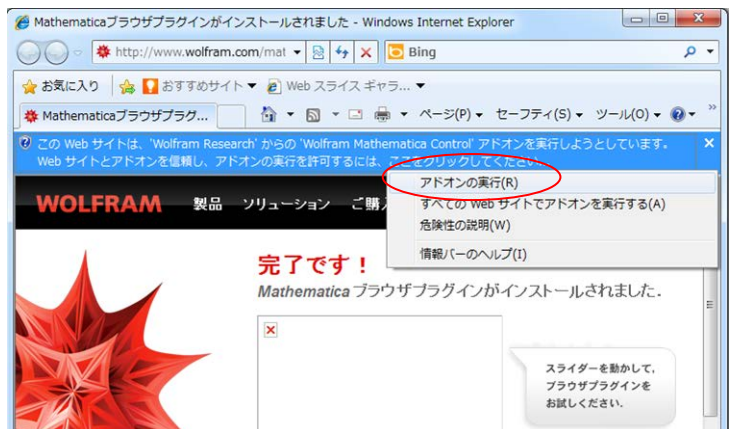 Mathematicaブラウザプラグインがインストールされました - Windows Internet Explorer
http://www.wolfram.com/mat
Bing
お気に入り
おすすめサイト
Web スライス ギャラ...
Mathematicaブラウザプラグ...
ページ(P)
セーフティ(S)
ツール(O)
この Web サイトは、'Wolfram Research' からの 'Wolfram Mathematica Control' アドオンを実行しようとしています。
Web サイトとアドオンを信頼し、アドオンの実行を許可するには、ここをクリックしてください...
アドオンの実行(R)
すべての Web サイトでアドオンを実行する(A)
危険性の説明(W)
情報バーのヘルプ(I)
WOLFRAM
製品
ソリューション
ご購入
完了です！
Mathematica ブラウザプラグインがインストールされました.
スライダーを動かして,
ブラウザプラグインを
お試しください.